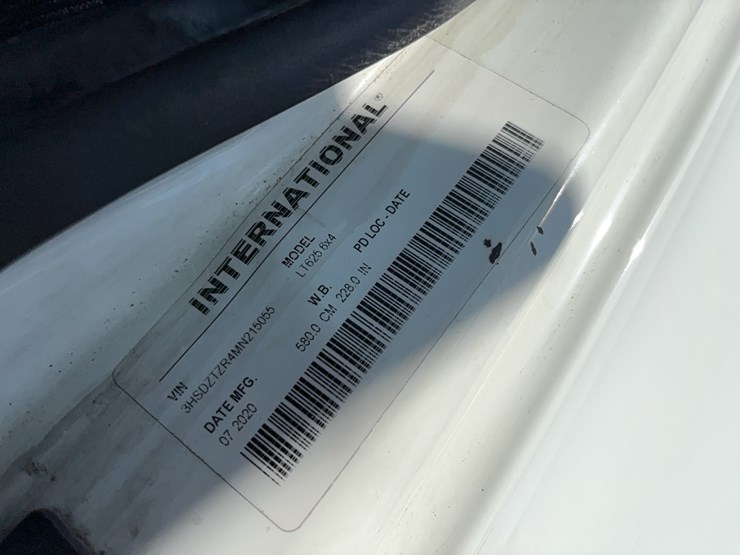 INTERNATIONAL®
VIN MODEL
3HSDZTZR4MN215055 LT625 6x4
DATE MFG. W.B. PD LOC - DATE
07 2020 580.0 CM 228.0 IN